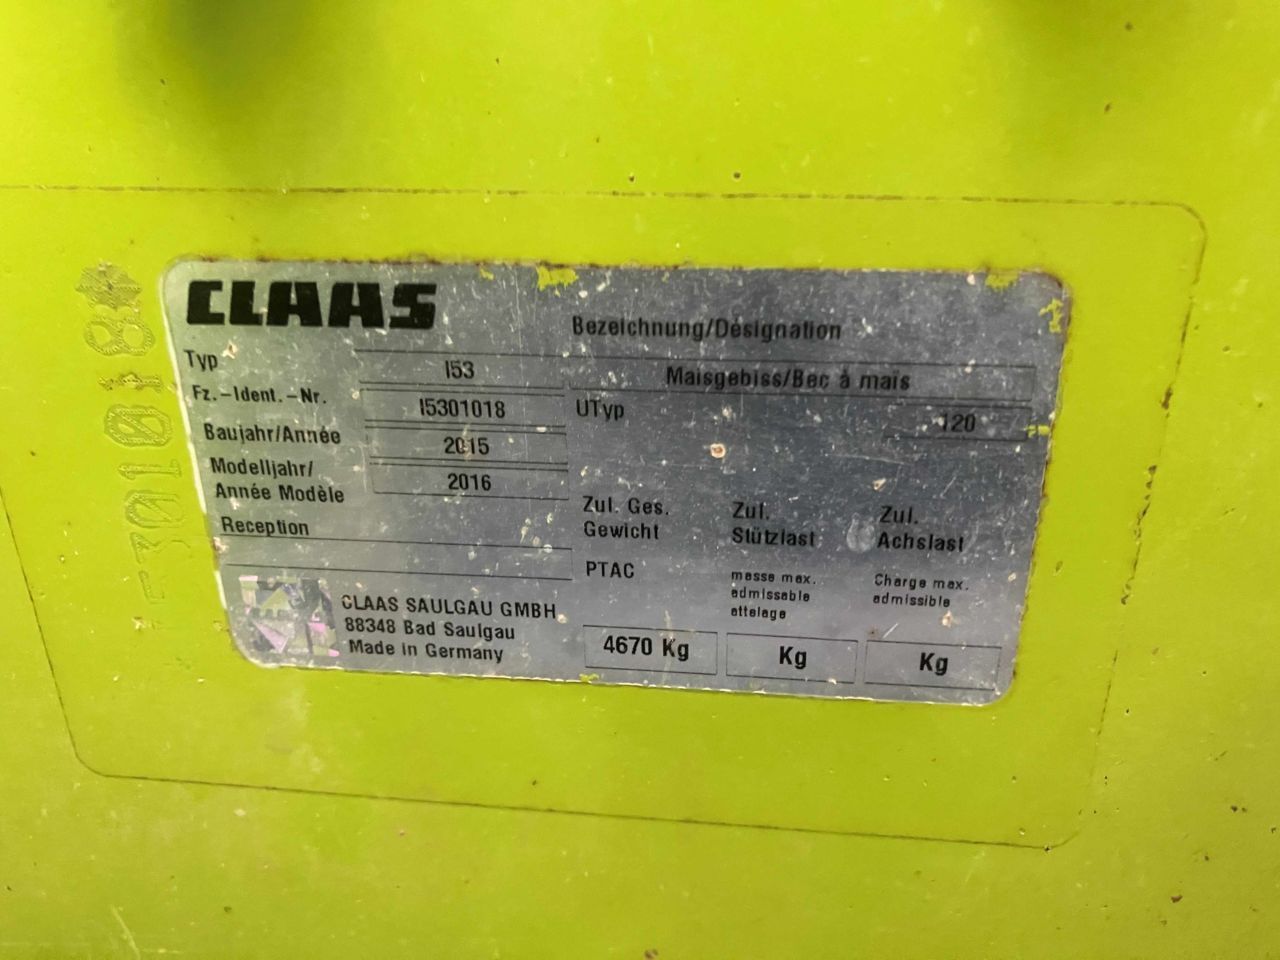 CLAAS
Bezeichnung/Désignation
Typ I53 Maisgebiss/Bec à maïs
Fz.-Ident.-Nr. I5301018 UTyp 120
Baujahr/Année 2015
Modelljahr/
Année Modèle 2016
Reception
Zul. Ges.
Gewicht
PTAC
4670 Kg
Zul.
Stützlast
masse max.
admissable
attelage
Kg
Zul.
Achslast
Charge max.
admissible
Kg
CLAAS SAULGAU GMBH
88348 Bad Saulgau
Made in Germany
I5301018